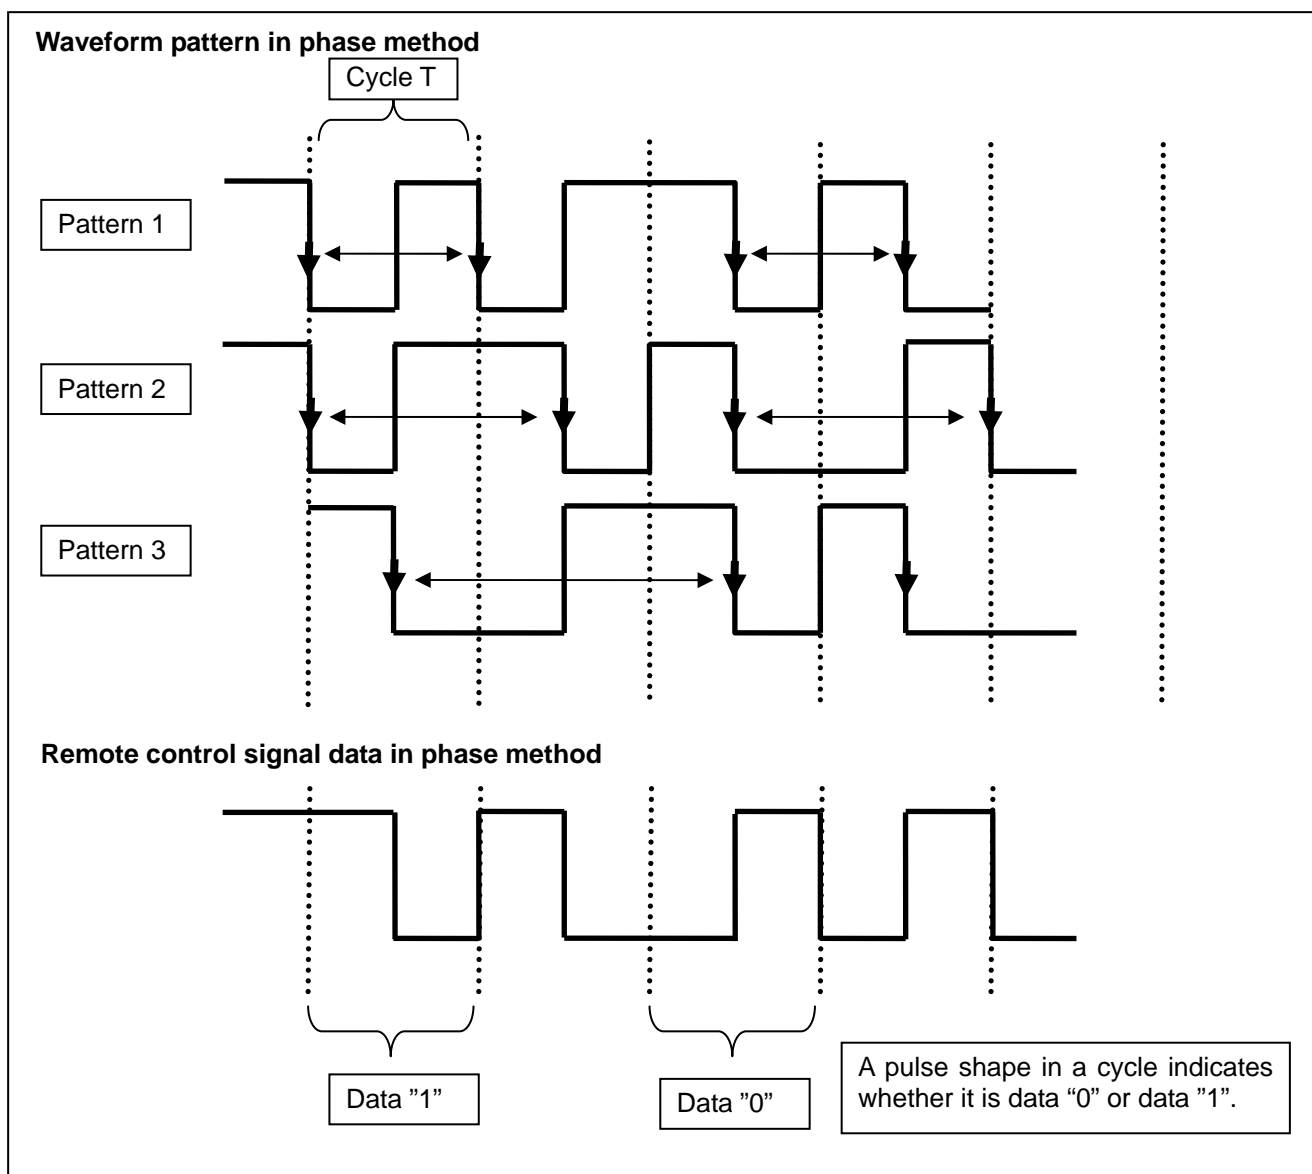 Waveform pattern in phase method
Cycle T
Pattern 1
Pattern 2
Pattern 3
Remote control signal data in phase method
Data ”1”
Data ”0”
A pulse shape in a cycle indicates
whether it is data “0” or data ”1”.